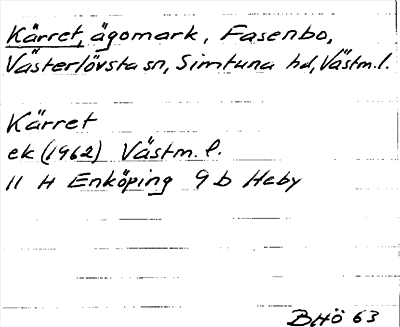 Kärret, ägomark, Fasenbo,
Västerlövsta sn, Simtuna hd, Västm.l.
Kärret
ek (1962) Västm.l.
11 H Enköping 9 b Heby
BHö 63